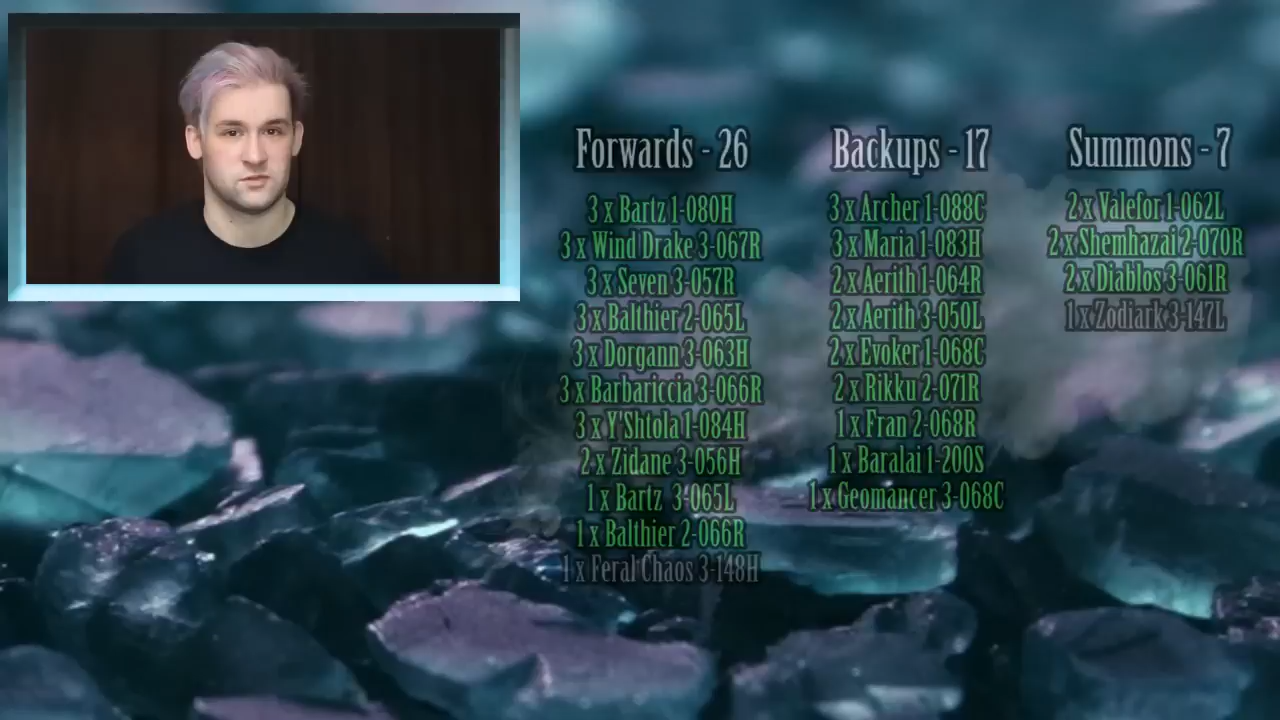 Forwards - 26
3 x Bartz 1-080H
3 x Wind Drake 3-067R
3 x Seven 3-057R
3 x Balthier 2-065L
3 x Dorgann 3-063H
3 x Barbariccia 3-066R
3 x Y'Shtola 1-084H
2 x Zidane 3-056H
1 x Bartz 3-065L
1 x Balthier 2-066R
1 x Feral Chaos 3-148H
Backups - 17
3 x Archer 1-088C
3 x Maria 1-083H
2 x Aerith 1-064R
2 x Aerith 3-050L
2 x Evoker 1-068C
2 x Rikku 2-071R
1 x Fran 2-068R
1 x Baralai 1-200S
1 x Geomancer 3-068C
Summons - 7
2 x Valefor 1-062L
2 x Shemhazai 2-070R
2 x Diablos 3-061R
1 x Zodiark 3-147L